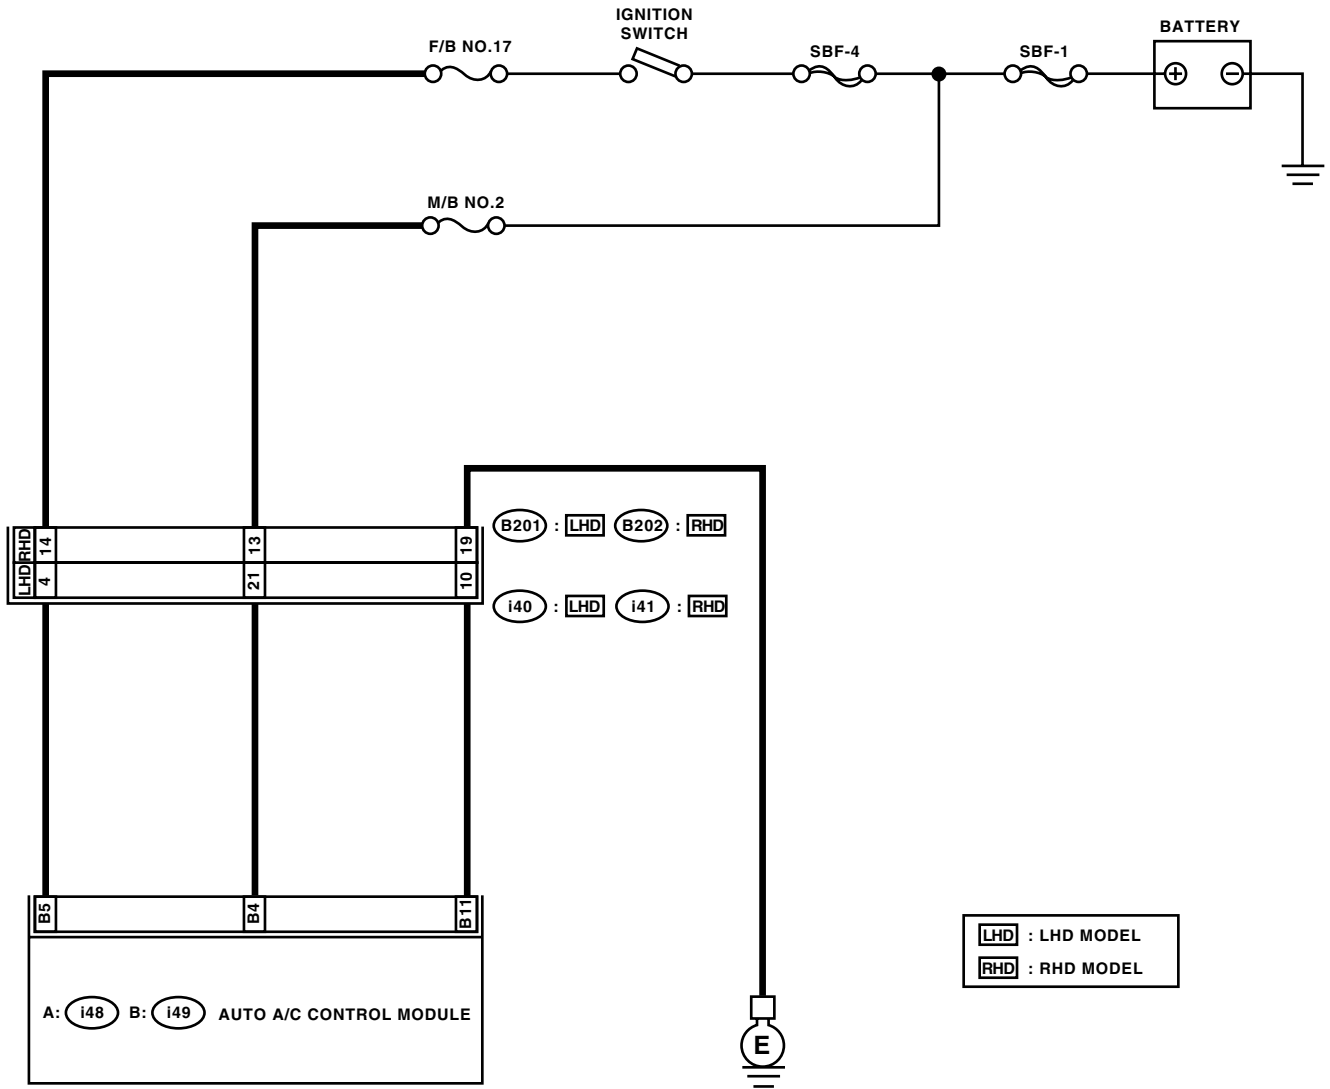 IGNITION
SWITCH
BATTERY
F/B NO.17
SBF-4
SBF-1
M/B NO.2
RHD 14 13 19
LHD 4 21 10
B201 : LHD B202 : RHD
i40 : LHD i41 : RHD
B5 B4 B11
A: i48 B: i49 AUTO A/C CONTROL MODULE
LHD : LHD MODEL
RHD : RHD MODEL
E